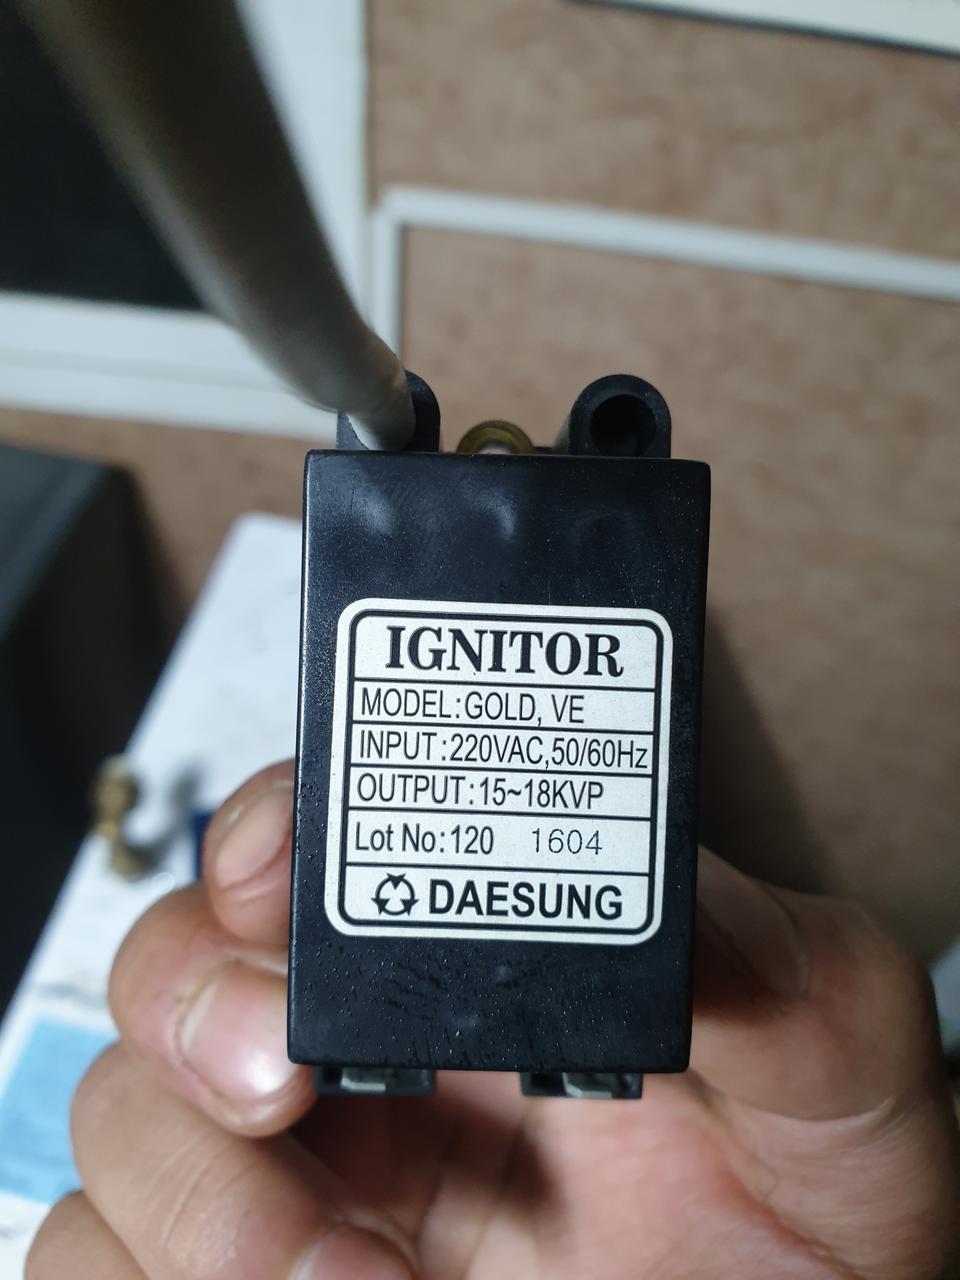 IGNITOR
MODEL:GOLD, VE
INPUT:220VAC,50/60Hz
OUTPUT:15~18KVP
Lot No:120 1604
DAESUNG